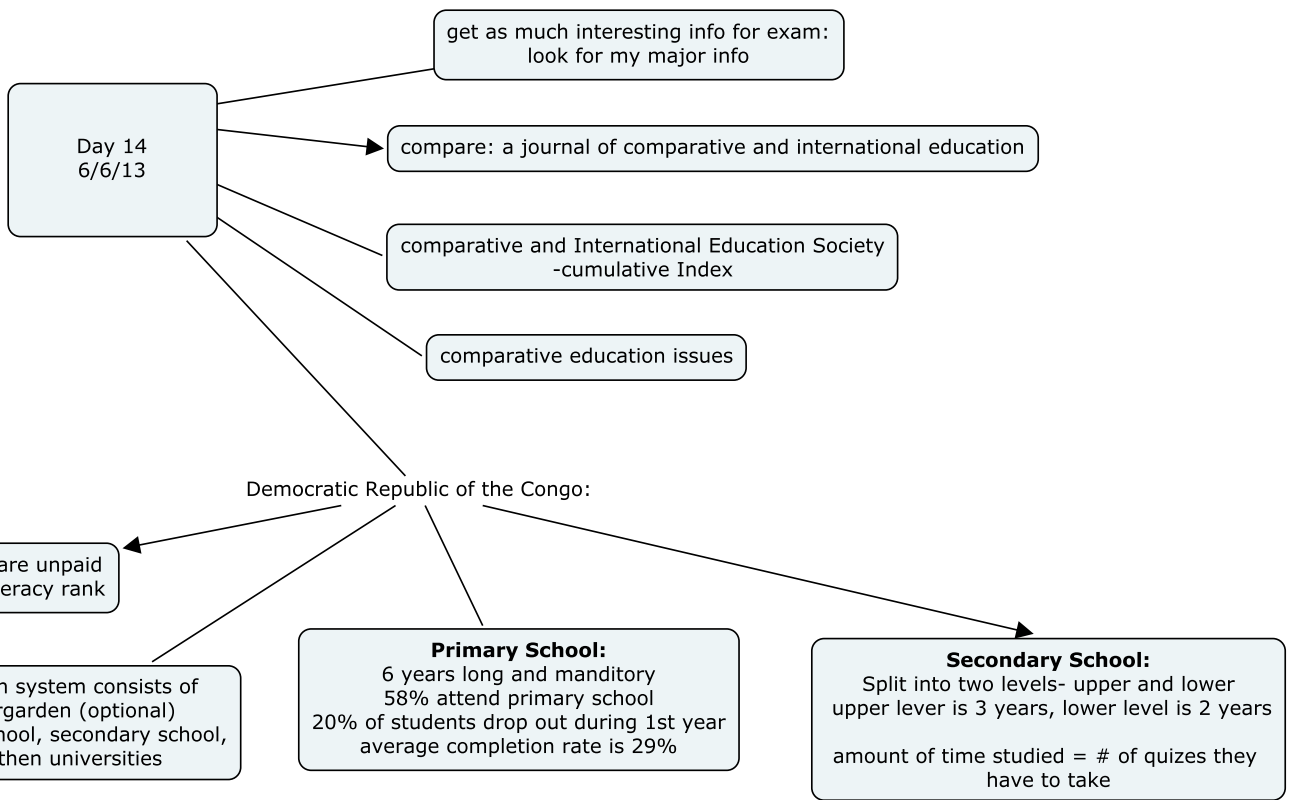 get as much interesting info for exam:
look for my major info
Day 14
6/6/13
compare: a journal of comparative and international education
comparative and International Education Society
-cumulative Index
comparative education issues
Democratic Republic of the Congo:
are unpaid
rank
system consists of
(optional)
secondary school,
then universities
Primary School:
6 years long and manditory
58% attend primary school
20% of students drop out during 1st year
average completion rate is 29%
Secondary School:
Split into two levels- upper and lower
upper lever is 3 years, lower level is 2 years
amount of time studied = # of quizes they
have to take